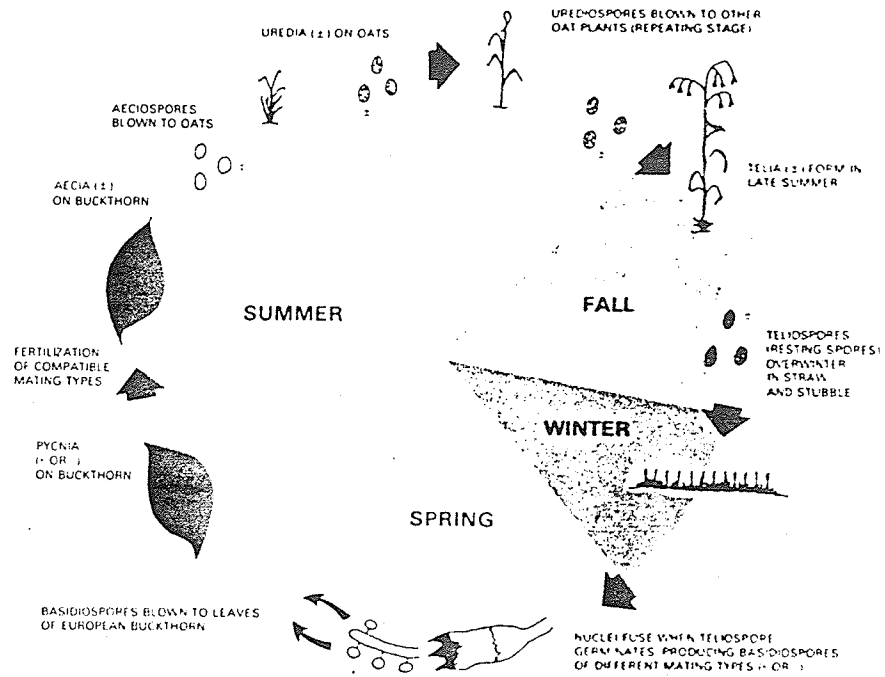 UREDIA (±) ON OATS
UREDIOSPORES BLOWN TO OTHER
OAT PLANTS (REPEATING STAGE)
AECIOSPORES
BLOWN TO OATS
±
±
±
TELIA (±) FORM IN
LATE SUMMER
AECIA (±)
ON BUCKTHORN
SUMMER
FALL
±
TELIOSPORES
(RESTING SPORES)
OVERWINTER
IN STRAW
AND STUBBLE
FERTILIZATION
OF COMPATIBLE
MATING TYPES
WINTER
PYCNIA
OR
ON BUCKTHORN
SPRING
BASIDIOSPORES BLOWN TO LEAVES
OF EUROPEAN BUCKTHORN
NUCLEI FUSE WHEN TELIOSPORE
GERMINATES, PRODUCING BASIDIOSPORES
OF DIFFERENT MATING TYPES OR